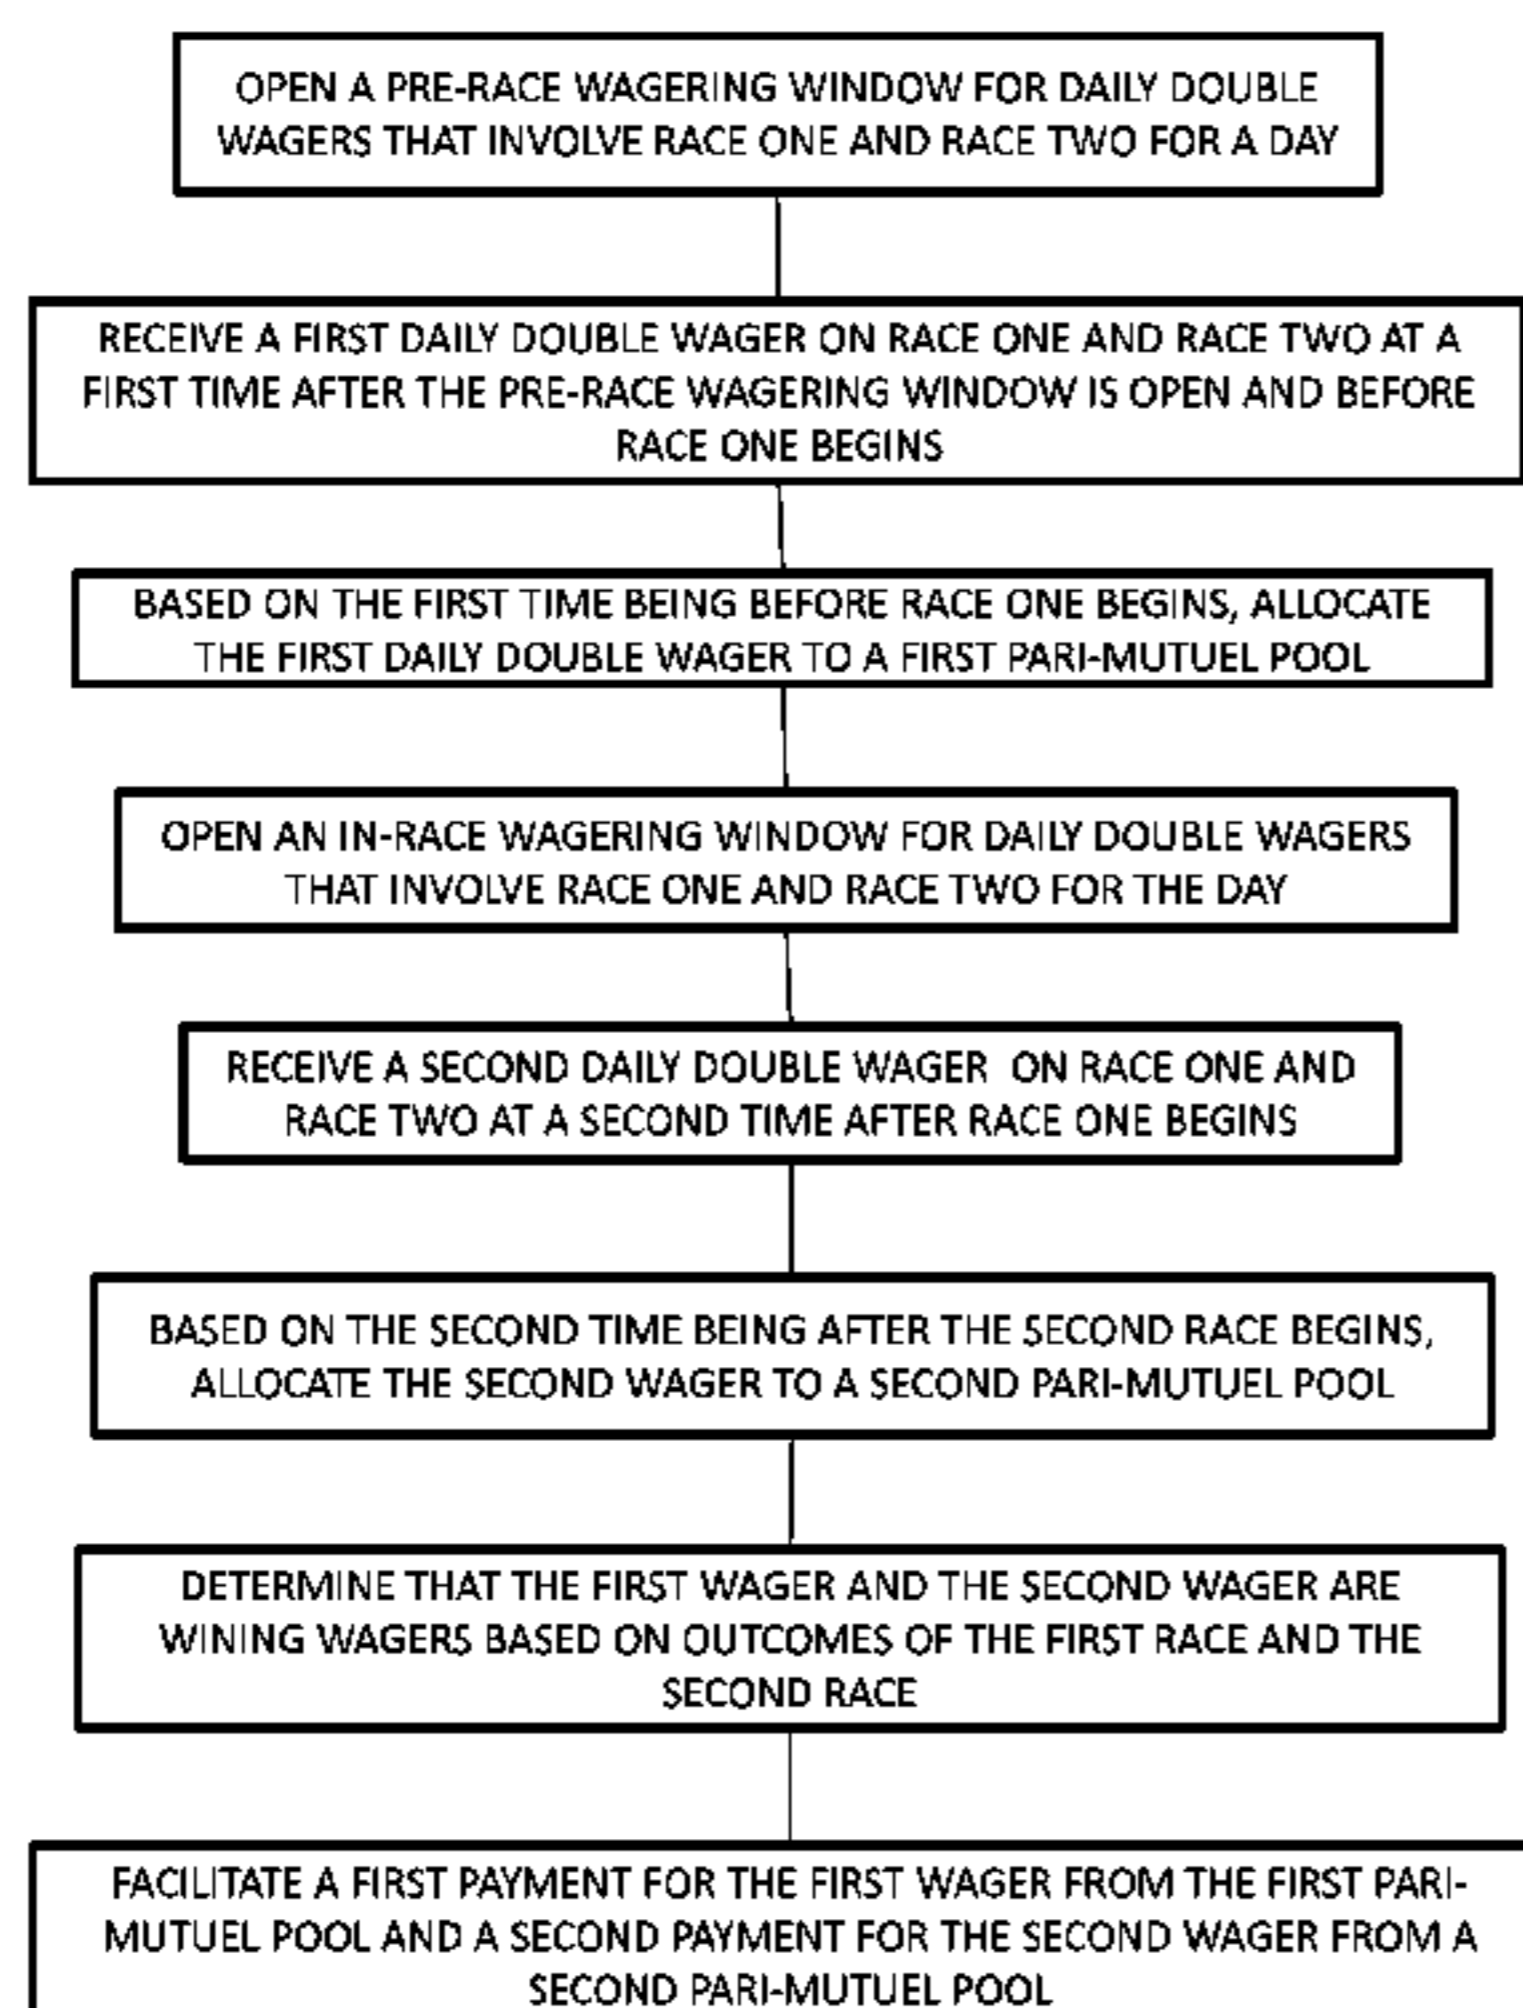 OPEN A PRE-RACE WAGERING WINDOW FOR DAILY DOUBLE
WAGERS THAT INVOLVE RACE ONE AND RACE TWO FOR A DAY
RECEIVE A FIRST DAILY DOUBLE WAGER ON RACE ONE AND RACE TWO AT A
FIRST TIME AFTER THE PRE-RACE WAGERING WINDOW IS OPEN AND BEFORE
RACE ONE BEGINS
BASED ON THE FIRST TIME BEING BEFORE RACE ONE BEGINS, ALLOCATE
THE FIRST DAILY DOUBLE WAGER TO A FIRST PARI-MUTUEL POOL
OPEN AN IN-RACE WAGERING WINDOW FOR DAILY DOUBLE WAGERS
THAT INVOLVE RACE ONE AND RACE TWO FOR THE DAY
RECEIVE A SECOND DAILY DOUBLE WAGER ON RACE ONE AND
RACE TWO AT A SECOND TIME AFTER RACE ONE BEGINS
BASED ON THE SECOND TIME BEING AFTER THE SECOND RACE BEGINS,
ALLOCATE THE SECOND WAGER TO A SECOND PARI-MUTUEL POOL
DETERMINE THAT THE FIRST WAGER AND THE SECOND WAGER ARE
WINING WAGERS BASED ON OUTCOMES OF THE FIRST RACE AND THE
SECOND RACE
FACILITATE A FIRST PAYMENT FOR THE FIRST WAGER FROM THE FIRST PARI-
MUTUEL POOL AND A SECOND PAYMENT FOR THE SECOND WAGER FROM A
SECOND PARI-MUTUEL POOL